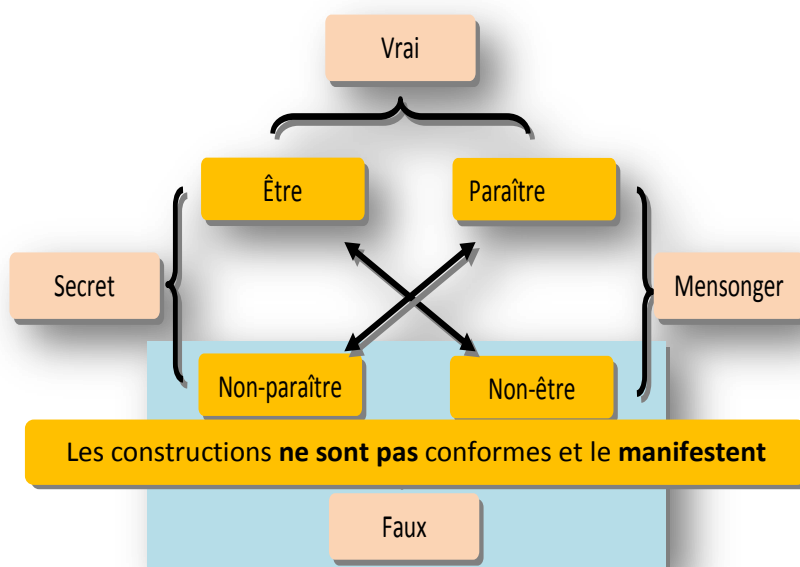 Vrai
Être
Paraître
Secret
Mensonger
Non-paraître
Non-être
Les constructions ne sont pas conformes et le manifestent
Faux